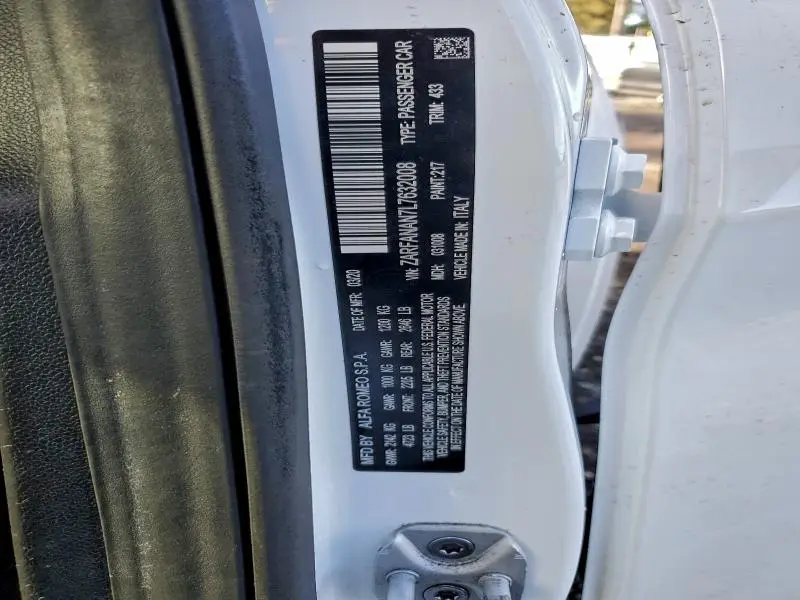 MFD BY ALFA ROMEO S.P.A. DATE OF MFR: 03/20
GVWR: 2142 KG GAWR: 1000 KG GAWR: 1200 KG
4723 LB FRONT: 2205 LB REAR: 2646 LB
THIS VEHICLE CONFORMS TO ALL APPLICABLE U.S. FEDERAL MOTOR
VEHICLE SAFETY, BUMPER, AND THEFT PREVENTION STANDARDS
IN EFFECT ON THE DATE OF MANUFACTURE SHOWN ABOVE.
VIN: ZARFANAN7L7632008 TYPE: PASSENGER CAR
MDH: 031008 PAINT: 217 TRIM: 433
VEHICLE MADE IN: ITALY